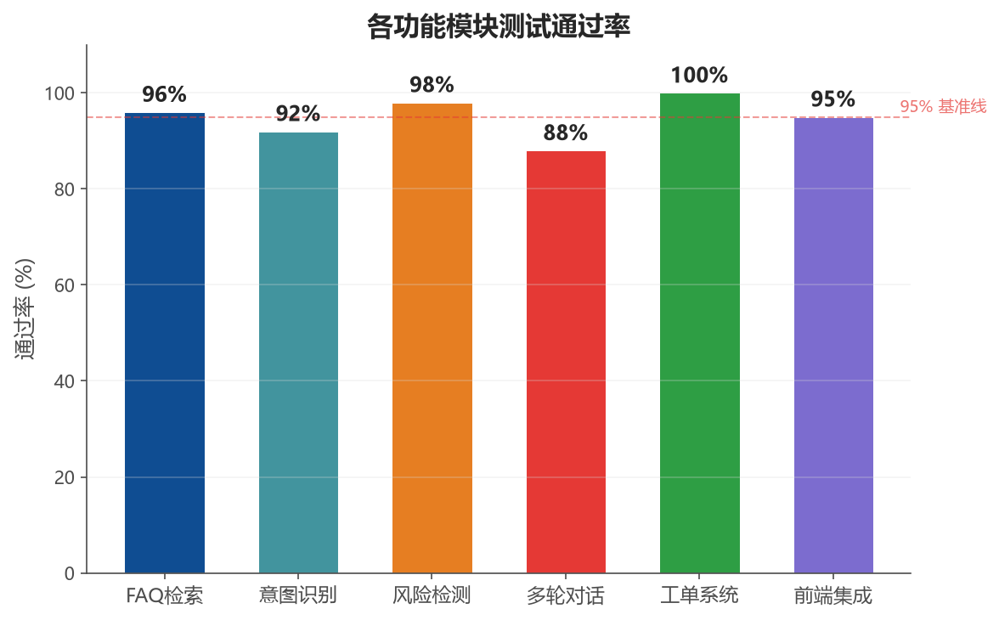 各功能模块测试通过率
通过率 (%)
100
80
60
40
20
0
96%
92%
98%
88%
100%
95%
95% 基准线
FAQ检索
意图识别
风险检测
多轮对话
工单系统
前端集成